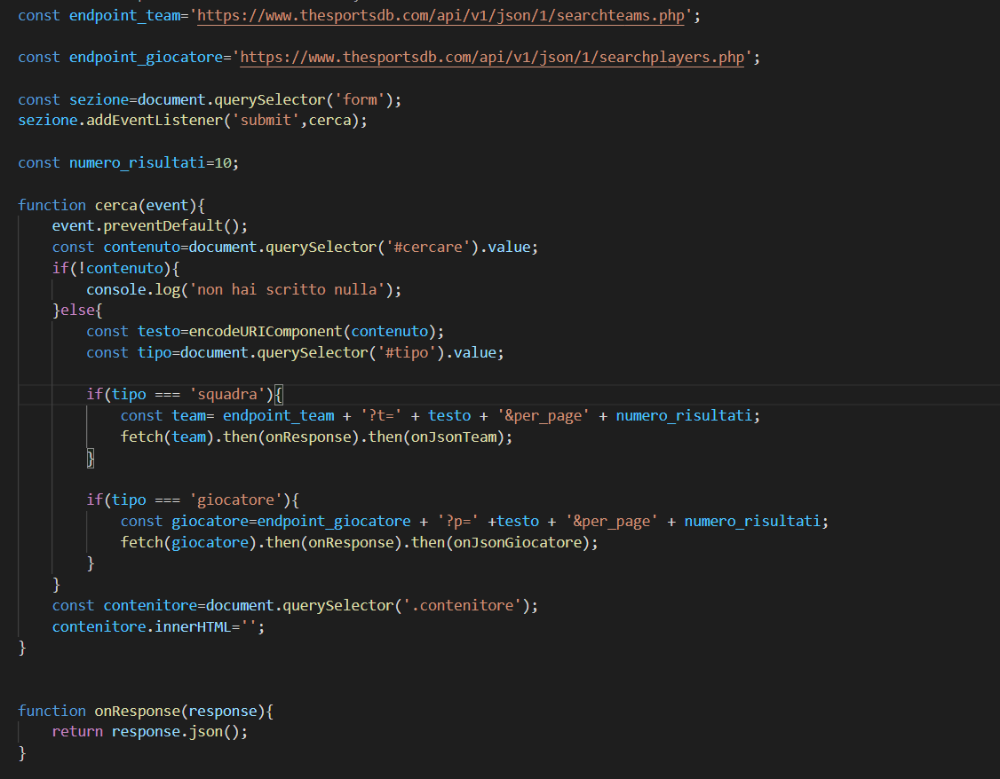 const endpoint_team='https://www.thesportsdb.com/api/v1/json/1/searchteams.php';
const endpoint_giocatore='https://www.thesportsdb.com/api/v1/json/1/searchplayers.php';
const sezione=document.querySelector('form');
sezione.addEventListener('submit',cerca);
const numero_risultati=10;
function cerca(event){
    event.preventDefault();
    const contenuto=document.querySelector('#cercare').value;
    if(!contenuto){
        console.log('non hai scritto nulla');
    }else{
        const testo=encodeURIComponent(contenuto);
        const tipo=document.querySelector('#tipo').value;
        if(tipo === 'squadra'){
            const team= endpoint_team + '?t=' + testo + '&per_page' + numero_risultati;
            fetch(team).then(onResponse).then(onJsonTeam);
        }
        if(tipo === 'giocatore'){
            const giocatore=endpoint_giocatore + '?p=' +testo + '&per_page' + numero_risultati;
            fetch(giocatore).then(onResponse).then(onJsonGiocatore);
        }
    }
    const contenitore=document.querySelector('.contenitore');
    contenitore.innerHTML='';
}
function onResponse(response){
    return response.json();
}